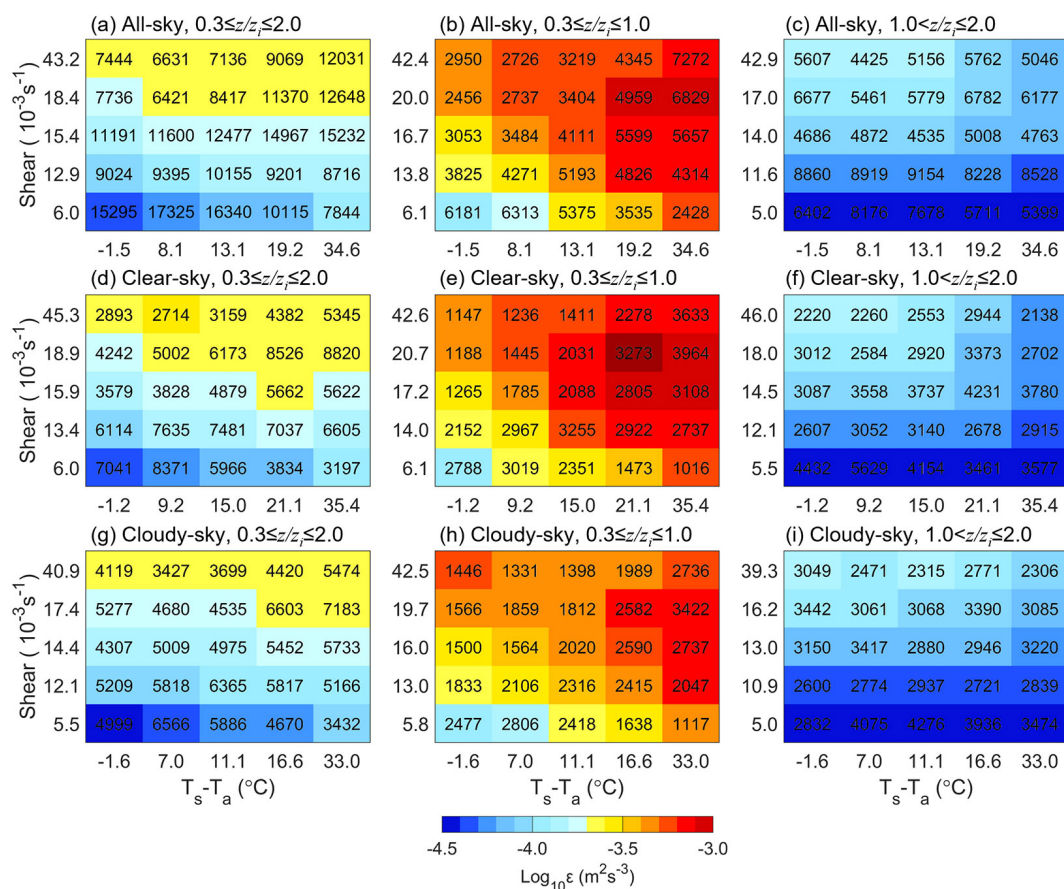 (a) All-sky, 0.3≤z/zᵢ≤2.0
(b) All-sky, 0.3≤z/zᵢ≤1.0
(c) All-sky, 1.0<z/zᵢ≤2.0
Shear ( 10⁻³s⁻¹)
43.2 7444 6631 7136 9069 12031
18.4 7736 6421 8417 11370 12648
15.4 11191 11600 12477 14967 15232
12.9 9024 9395 10155 9201 8716
6.0 15295 17325 16340 10115 7844
-1.5 8.1 13.1 19.2 34.6
42.4 2950 2726 3219 4345 7272
20.0 2456 2737 3404 4959 6829
16.7 3053 3484 4111 5599 5657
13.8 3825 4271 5193 4826 4314
6.1 6181 6313 5375 3535 2428
-1.5 8.1 13.1 19.2 34.6
42.9 5607 4425 5156 5762 5046
17.0 6677 5461 5779 6782 6177
14.0 4686 4872 4535 5008 4763
11.6 8860 8919 9154 8228 8528
5.0 6402 8176 7678 5711 5399
-1.5 8.1 13.1 19.2 34.6
(d) Clear-sky, 0.3≤z/zᵢ≤2.0
(e) Clear-sky, 0.3≤z/zᵢ≤1.0
(f) Clear-sky, 1.0<z/zᵢ≤2.0
Shear ( 10⁻³s⁻¹)
45.3 2893 2714 3159 4382 5345
18.9 4242 5002 6173 8526 8820
15.9 3579 3828 4879 5662 5622
13.4 6114 7635 7481 7037 6605
6.0 7041 8371 5966 3834 3197
-1.2 9.2 15.0 21.1 35.4
42.6 1147 1236 1411 2278 3633
20.7 1188 1445 2031 3273 3964
17.2 1265 1785 2088 2805 3108
14.0 2152 2967 3255 2922 2737
6.1 2788 3019 2351 1473 1016
-1.2 9.2 15.0 21.1 35.4
46.0 2220 2260 2553 2944 2138
18.0 3012 2584 2920 3373 2702
14.5 3087 3558 3737 4231 3780
12.1 2607 3052 3140 2678 2915
5.5 4432 5629 4154 3461 3577
-1.2 9.2 15.0 21.1 35.4
(g) Cloudy-sky, 0.3≤z/zᵢ≤2.0
(h) Cloudy-sky, 0.3≤z/zᵢ≤1.0
(i) Cloudy-sky, 1.0<z/zᵢ≤2.0
Shear ( 10⁻³s⁻¹)
40.9 4119 3427 3699 4420 5474
17.4 5277 4680 4535 6603 7183
14.4 4307 5009 4975 5452 5733
12.1 5209 5818 6365 5817 5166
5.5 4999 6566 5886 4670 3432
-1.6 7.0 11.1 16.6 33.0
Tₛ-Tₐ (°C)
42.5 1446 1331 1398 1989 2736
19.7 1566 1859 1812 2582 3422
16.0 1500 1564 2020 2590 2737
13.0 1833 2106 2316 2415 2047
5.8 2477 2806 2418 1638 1117
-1.6 7.0 11.1 16.6 33.0
Tₛ-Tₐ (°C)
39.3 3049 2471 2315 2771 2306
16.2 3442 3061 3068 3390 3085
13.0 3150 3417 2880 2946 3220
10.9 2600 2774 2937 2721 2839
5.0 2832 4075 4276 3936 3474
-1.6 7.0 11.1 16.6 33.0
Tₛ-Tₐ (°C)
-4.5 -4.0 -3.5 -3.0
Log₁₀ε (m²s⁻³)